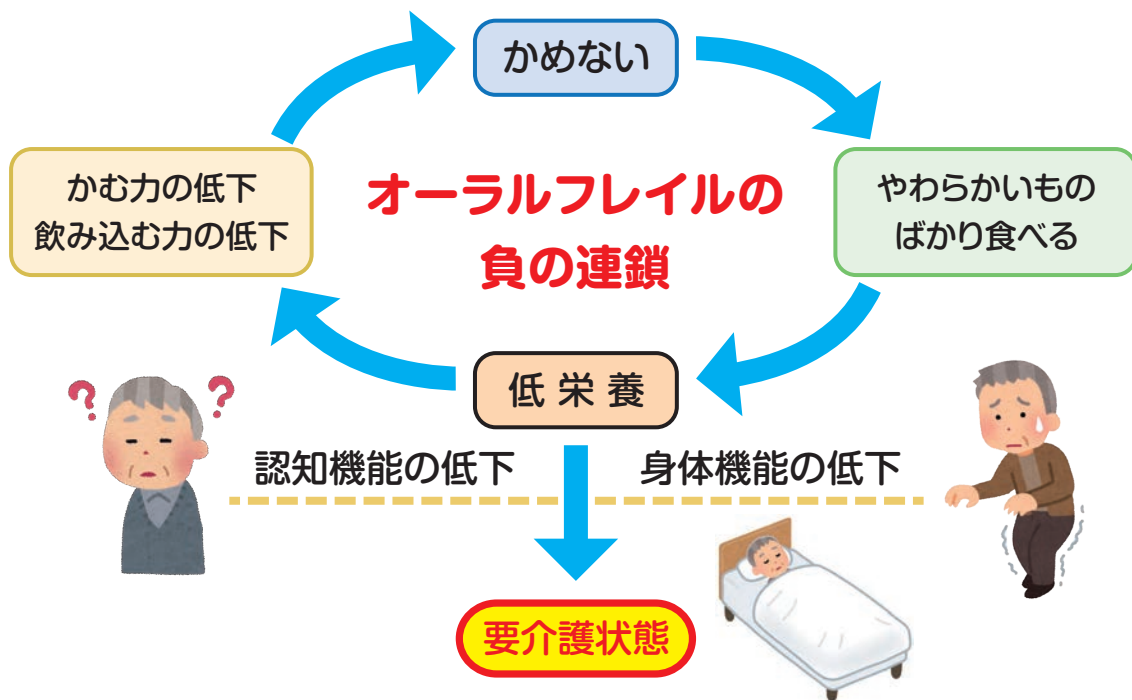 かめない
オーラルフレイルの
負の連鎖
かむ力の低下
飲み込む力の低下
やわらかいもの
ばかり食べる
低栄養
認知機能の低下
身体機能の低下
要介護状態